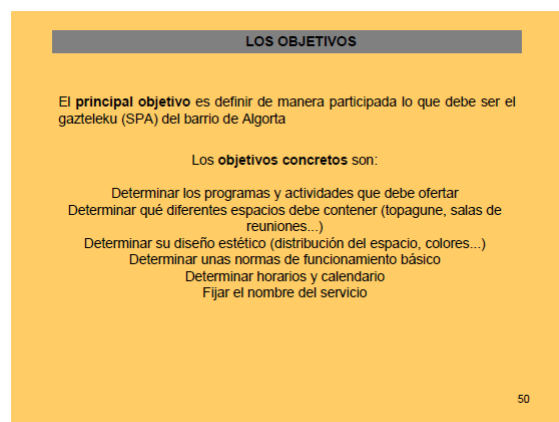 LOS OBJETIVOS
El principal objetivo es definir de manera participada lo que debe ser el
gazteleku (SPA) del barrio de Algorta
Los objetivos concretos son:
Determinar los programas y actividades que debe ofertar
Determinar qué diferentes espacios debe contener (topagune, salas de
reuniones...)
Determinar su diseño estético (distribución del espacio, colores...)
Determinar unas normas de funcionamiento básico
Determinar horarios y calendario
Fijar el nombre del servicio
50